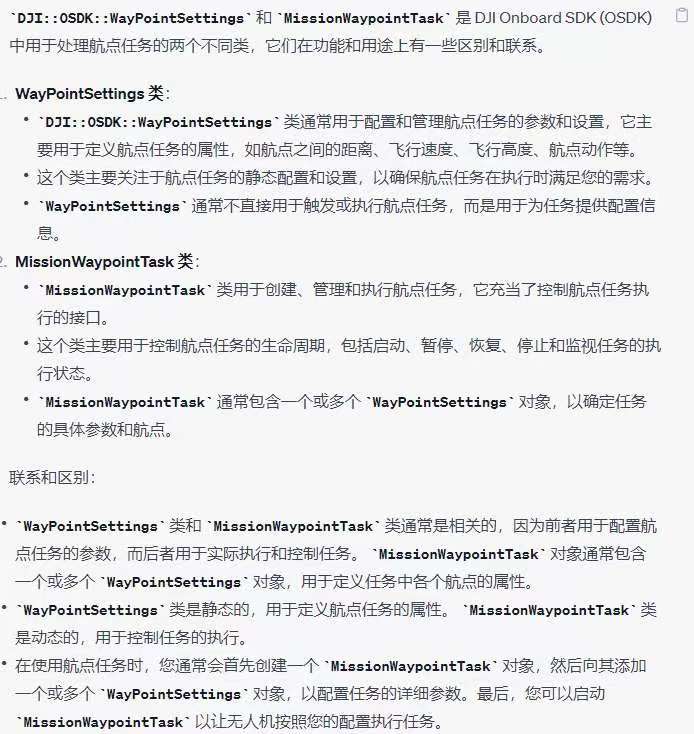 `DJI::OSDK::WayPointSettings` 和 `MissionWaypointTask` 是 DJI Onboard SDK (OSDK)
中用于处理航点任务的两个不同类，它们在功能和用途上有一些区别和联系。
1. WayPointSettings 类：
• `DJI::OSDK::WayPointSettings` 类通常用于配置和管理航点任务的参数和设置，它主
要用于定义航点任务的属性，如航点之间的距离、飞行速度、飞行高度、航点动作等。
• 这个类主要关注于航点任务的静态配置和设置，以确保航点任务在执行时满足您的需求。
• `WayPointSettings` 通常不直接用于触发或执行航点任务，而是用于为任务提供配置信
息。
2. MissionWaypointTask 类：
• `MissionWaypointTask` 类用于创建、管理和执行航点任务，它充当了控制航点任务执
行的接口。
• 这个类主要用于控制航点任务的生命周期，包括启动、暂停、恢复、停止和监视任务的执
行状态。
• `MissionWaypointTask` 通常包含一个或多个 `WayPointSettings` 对象，以确定任务
的具体参数和航点。
联系和区别：
• `WayPointSettings` 类和 `MissionWaypointTask` 类通常是相关的，因为前者用于配置航
点任务的参数，而后者用于实际执行和控制任务。 `MissionWaypointTask` 对象通常包含
一个或多个 `WayPointSettings` 对象，用于定义任务中各个航点的属性。
• `WayPointSettings` 类是静态的，用于定义航点任务的属性。 `MissionWaypointTask` 类
是动态的，用于控制任务的执行。
• 在使用航点任务时，您通常会首先创建一个 `MissionWaypointTask` 对象，然后向其添加
一个或多个 `WayPointSettings` 对象，以配置任务的详细参数。最后，您可以启动
`MissionWaypointTask` 以让无人机按照您的配置执行任务。